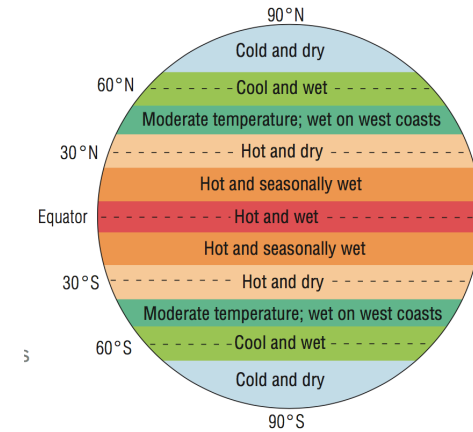 90°N
Cold and dry
60°N
Cool and wet
Moderate temperature; wet on west coasts
30°N
Hot and dry
Hot and seasonally wet
Equator
Hot and wet
Hot and seasonally wet
30°S
Hot and dry
Moderate temperature; wet on west coasts
60°S
Cool and wet
s
Cold and dry
90°S